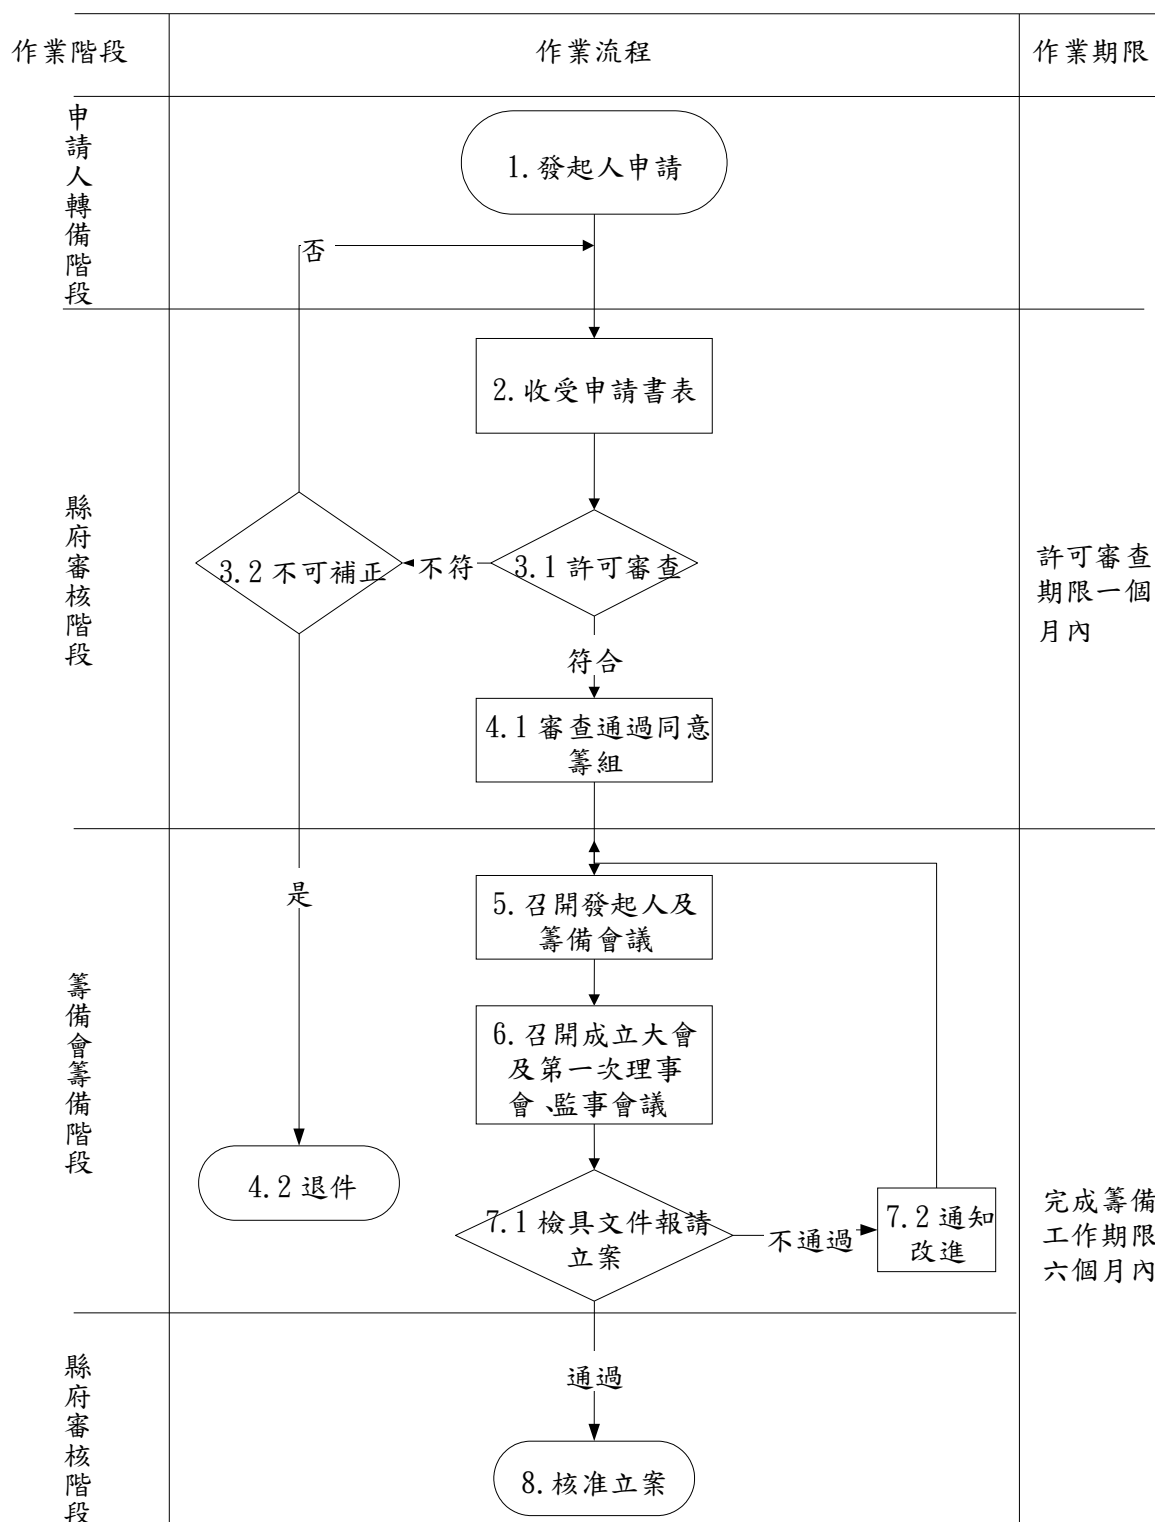 作業階段
作業流程
作業期限
申請人轉備階段
1.發起人申請
否
2.收受申請書表
縣府審核階段
3.2不可補正
不符
3.1許可審查
許可審查
期限一個
月內
符合
4.1審查通過同意
籌組
是
5.召開發起人及
籌備會議
籌備會籌備階段
6.召開成立大會
及第一次理事
會、監事會議
4.2退件
7.1檢具文件報請
立案
不通過
7.2通知
改進
完成籌備
工作期限
六個月內
縣府審核階段
通過
8.核准立案